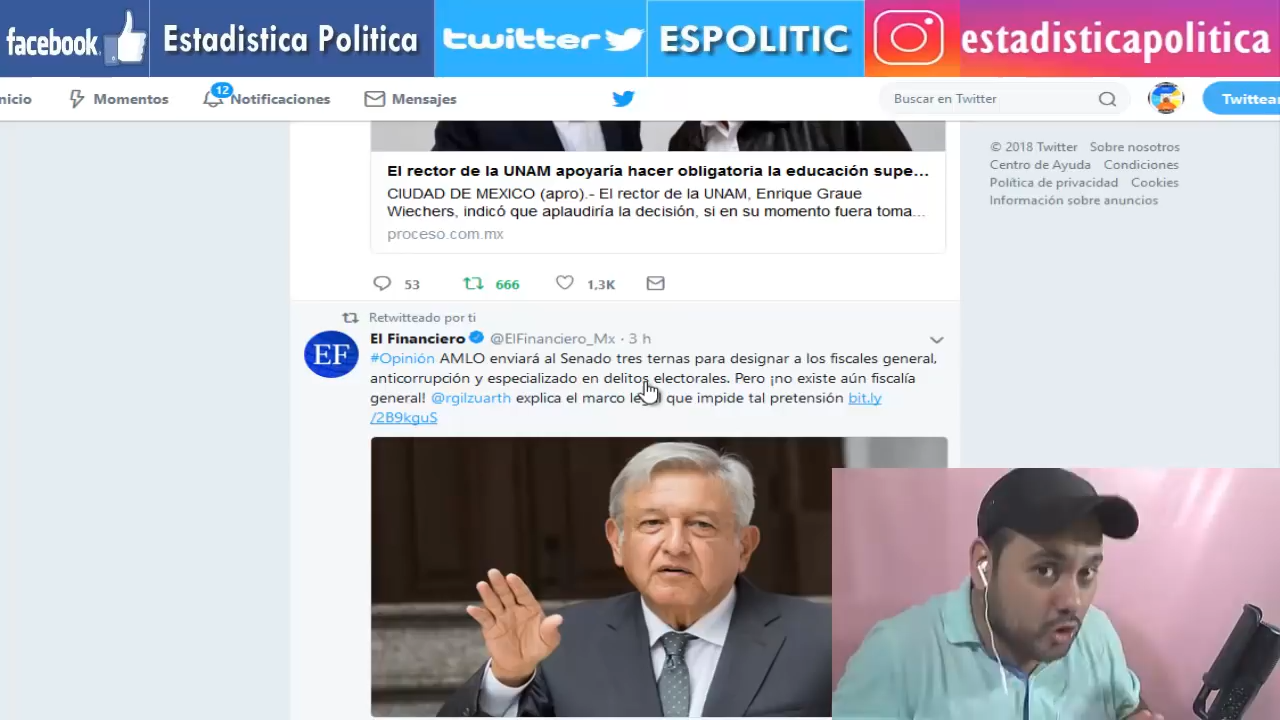 facebook Estadistica Politica twitter ESPOLITIC estadisticapolitica
nicio Momentos 12 Notificaciones Mensajes Buscar en Twitter Twittear
© 2018 Twitter Sobre nosotros
Centro de Ayuda Condiciones
Política de privacidad Cookies
Información sobre anuncios
El rector de la UNAM apoyaría hacer obligatoria la educación supe...
CIUDAD DE MEXICO (apro).- El rector de la UNAM, Enrique Graue
Wiechers, indicó que aplaudiría la decisión, si en su momento fuera toma...
proceso.com.mx
53 666 1,3K
Retwitteado por ti
El Financiero @ElFinanciero_Mx · 3 h
EF
#Opinión AMLO enviará al Senado tres ternas para designar a los fiscales general,
anticorrupción y especializado en delitos electorales. Pero ¡no existe aún fiscalía
general! @rgilzuarth explica el marco que impide tal pretensión bit.ly
/2B9kguS